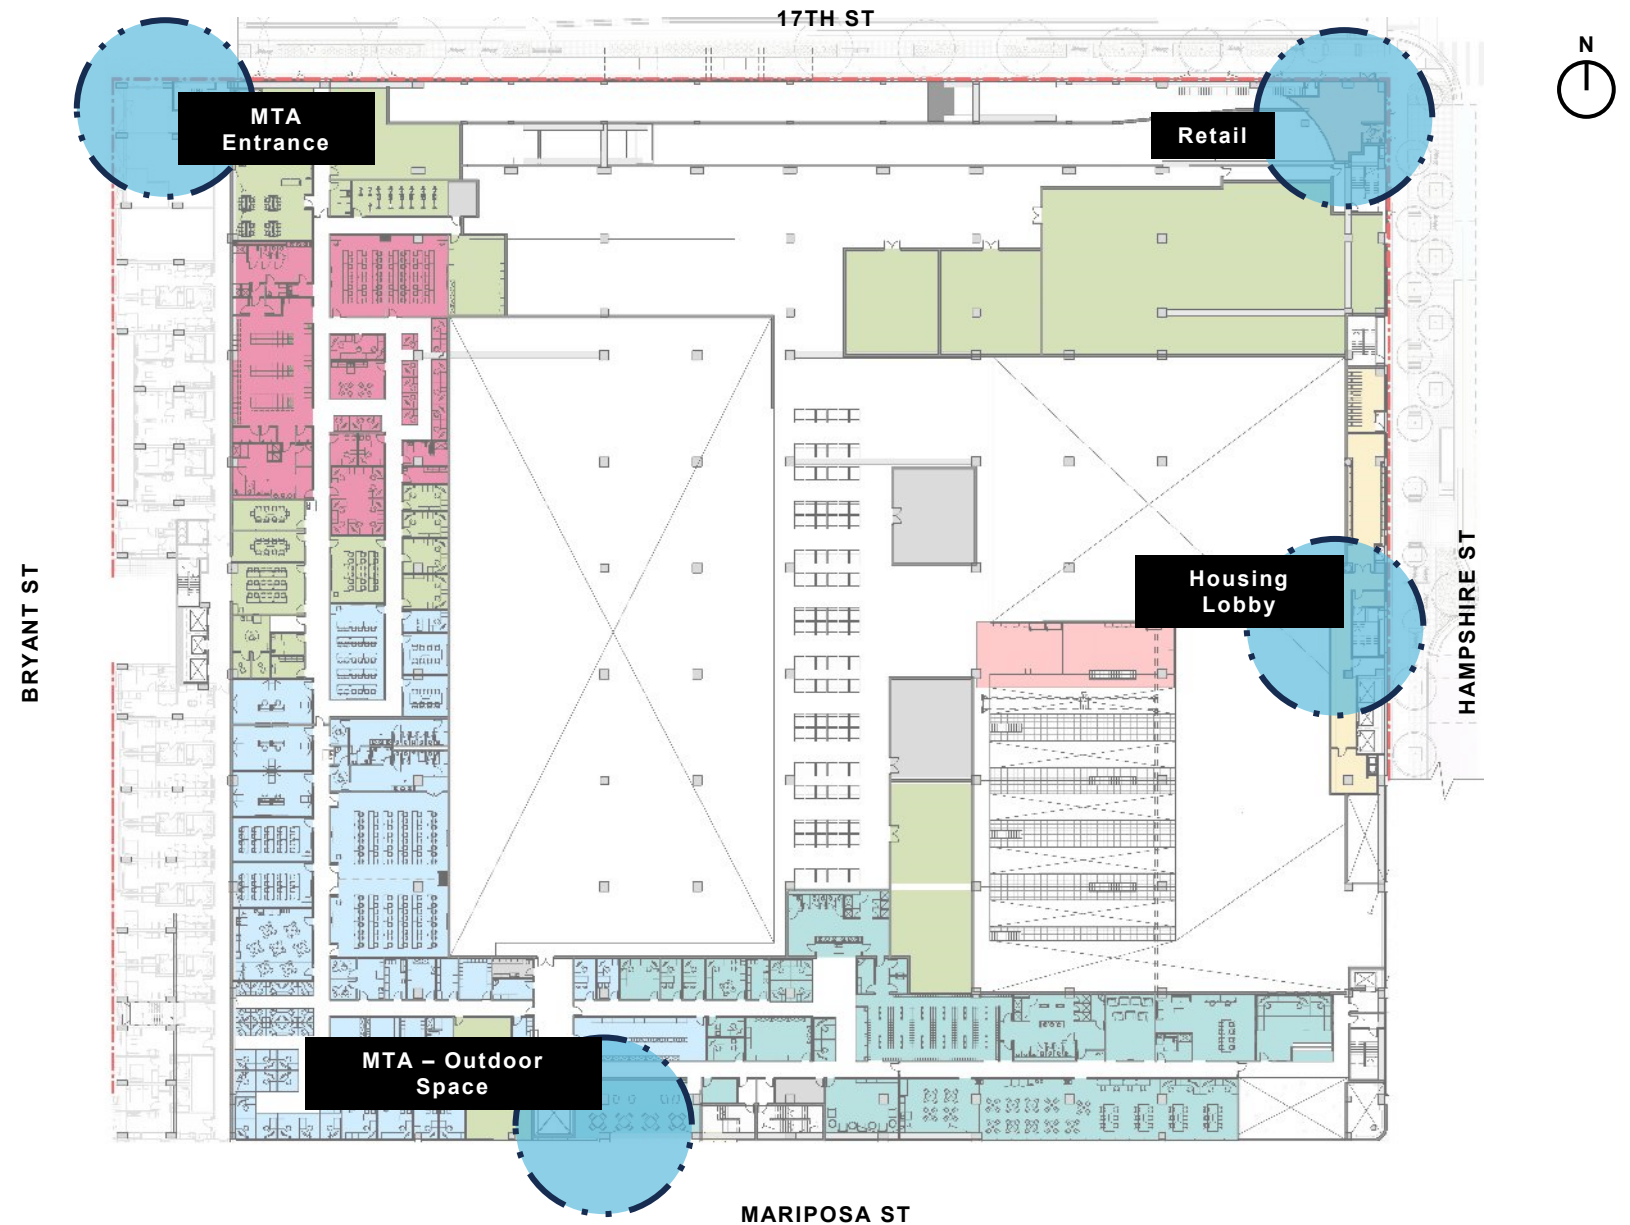 17TH ST
N
MTA
Entrance
Retail
BRYANT ST
HAMPSHIRE ST
Housing
Lobby
MTA – Outdoor
Space
MARIPOSA ST